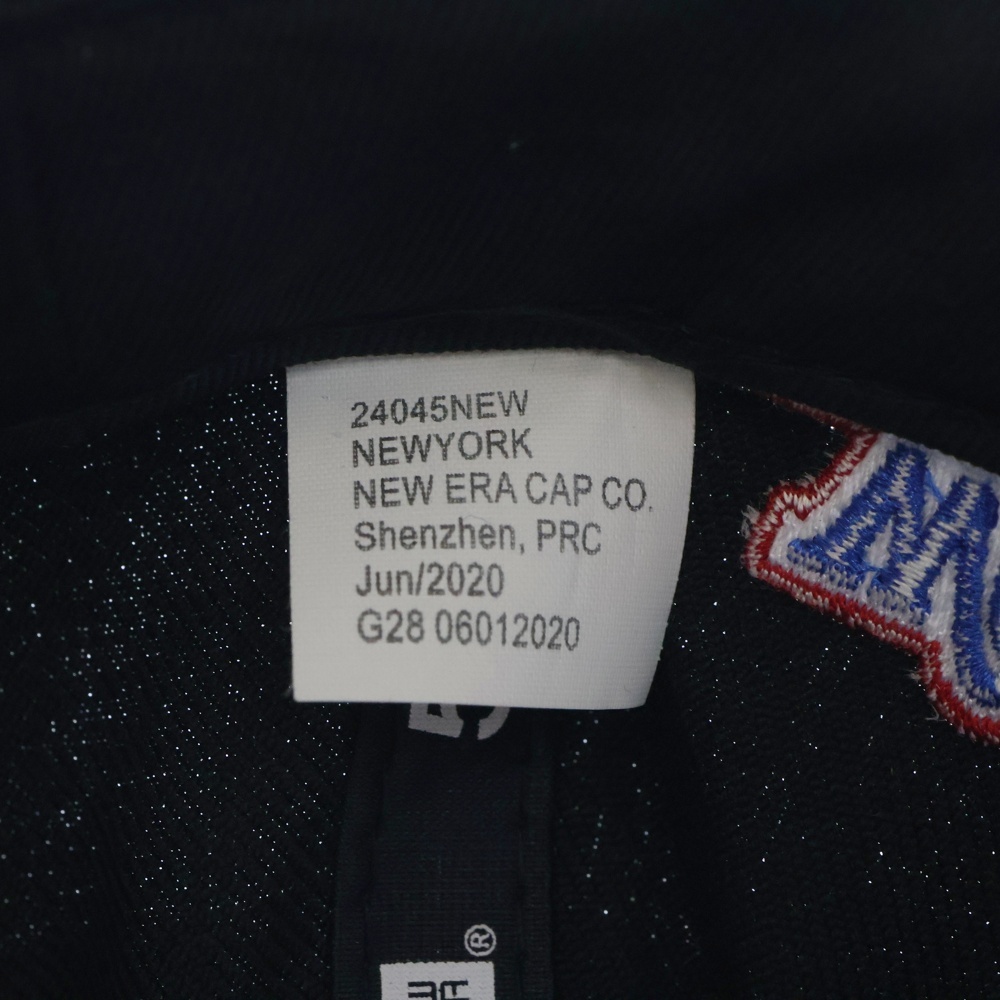 24045NEW
NEWYORK
NEW ERA CAP CO.
Shenzhen, PRC
Jun/2020
G28 06012020
®